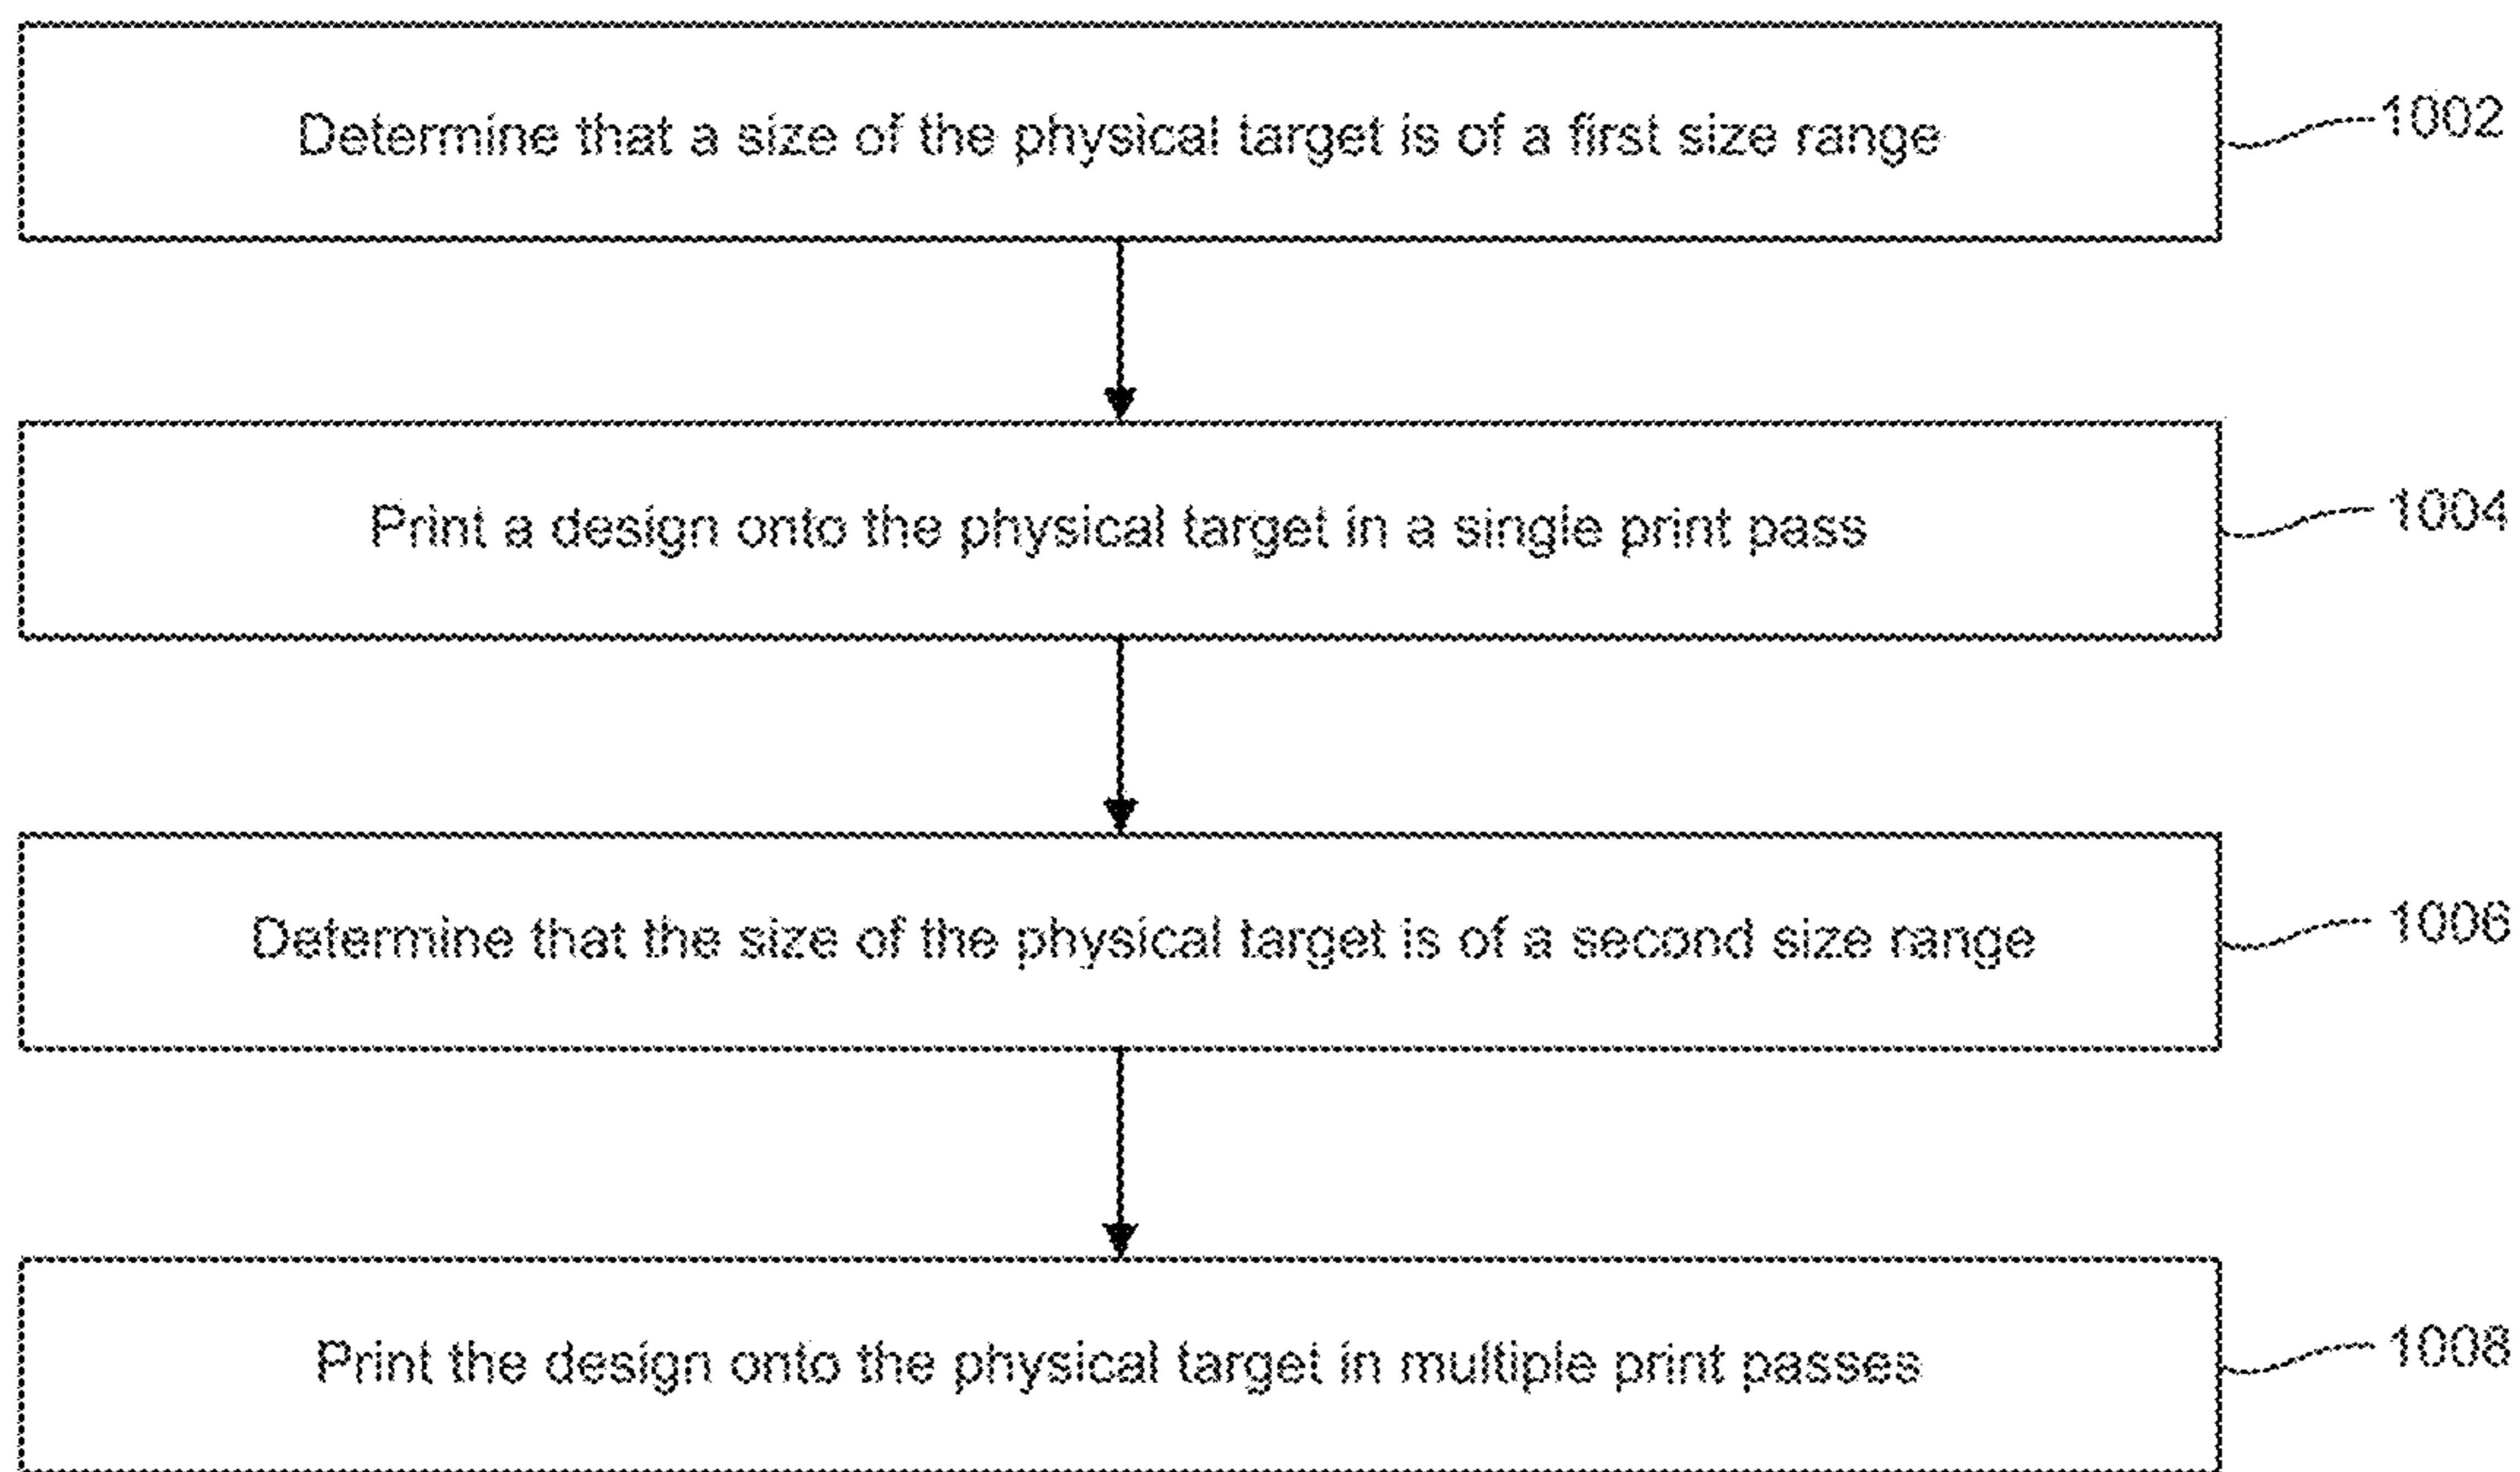 Determine that a size of the physical target is of a first size range
1002
Print a design onto the physical target in a single print pass
1004
Determine that the size of the physical target is of a second size range
1006
Print the design onto the physical target in multiple print passes
1008